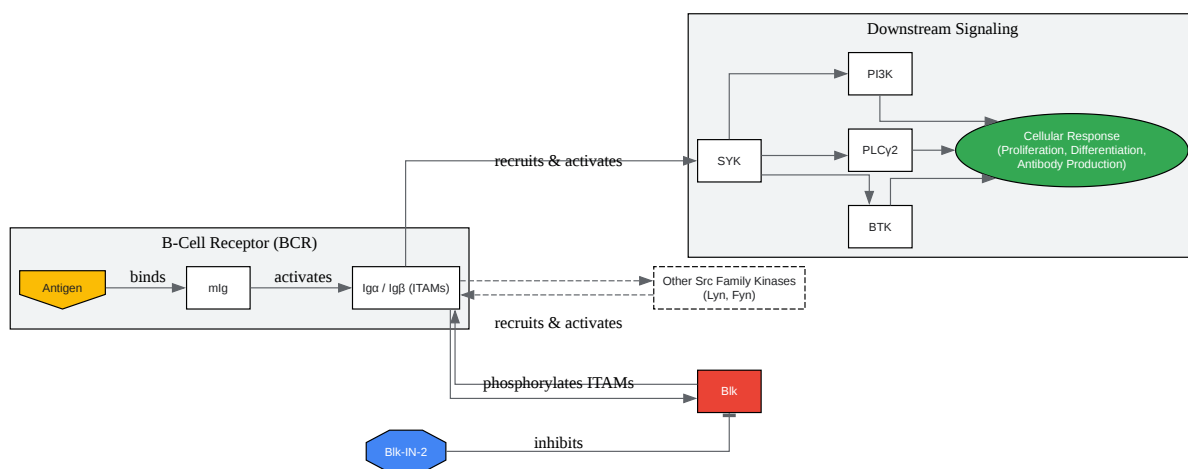 Downstream Signaling
PI3K
Cellular Response
(Proliferation, Differentiation,
Antibody Production)
PLCγ2
SYK
recruits & activates
BTK
B-Cell Receptor (BCR)
Antigen
binds
mIg
activates
Igα / Igβ (ITAMs)
Other Src Family Kinases
(Lyn, Fyn)
recruits & activates
phosphorylates ITAMs
Blk
Blk-IN-2
inhibits